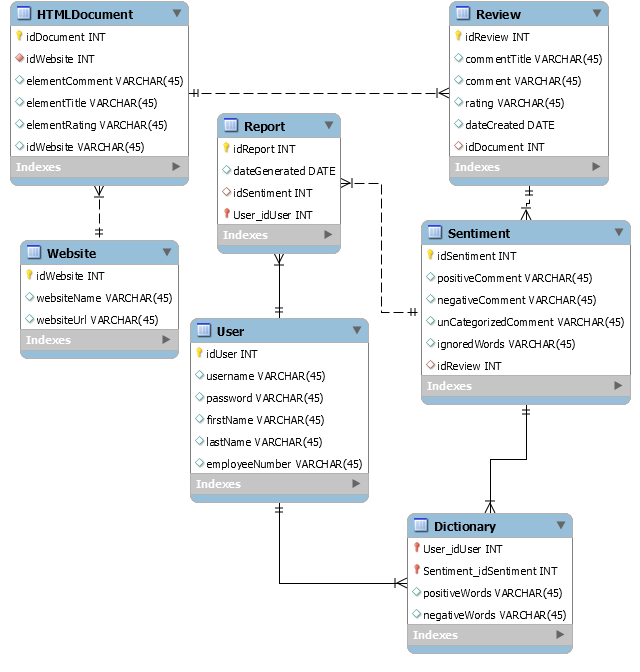 HTMLDocument
idDocument INT
idWebsite INT
elementComment VARCHAR(45)
elementTitle VARCHAR(45)
elementRating VARCHAR(45)
idWebsite VARCHAR(45)
Indexes
Review
idReview INT
commentTitle VARCHAR(45)
comment VARCHAR(45)
rating VARCHAR(45)
dateCreated DATE
idDocument INT
Indexes
Report
idReport INT
dateGenerated DATE
idSentiment INT
User_idUser INT
Indexes
Website
idWebsite INT
websiteName VARCHAR(45)
websiteUrl VARCHAR(45)
Indexes
Sentiment
idSentiment INT
positiveComment VARCHAR(45)
negativeComment VARCHAR(45)
unCategorizedComment VARCHAR(45)
ignoredWords VARCHAR(45)
idReview INT
Indexes
User
idUser INT
username VARCHAR(45)
password VARCHAR(45)
firstName VARCHAR(45)
lastName VARCHAR(45)
employeeNumber VARCHAR(45)
Indexes
Dictionary
User_idUser INT
Sentiment_idSentiment INT
positiveWords VARCHAR(45)
negativeWords VARCHAR(45)
Indexes